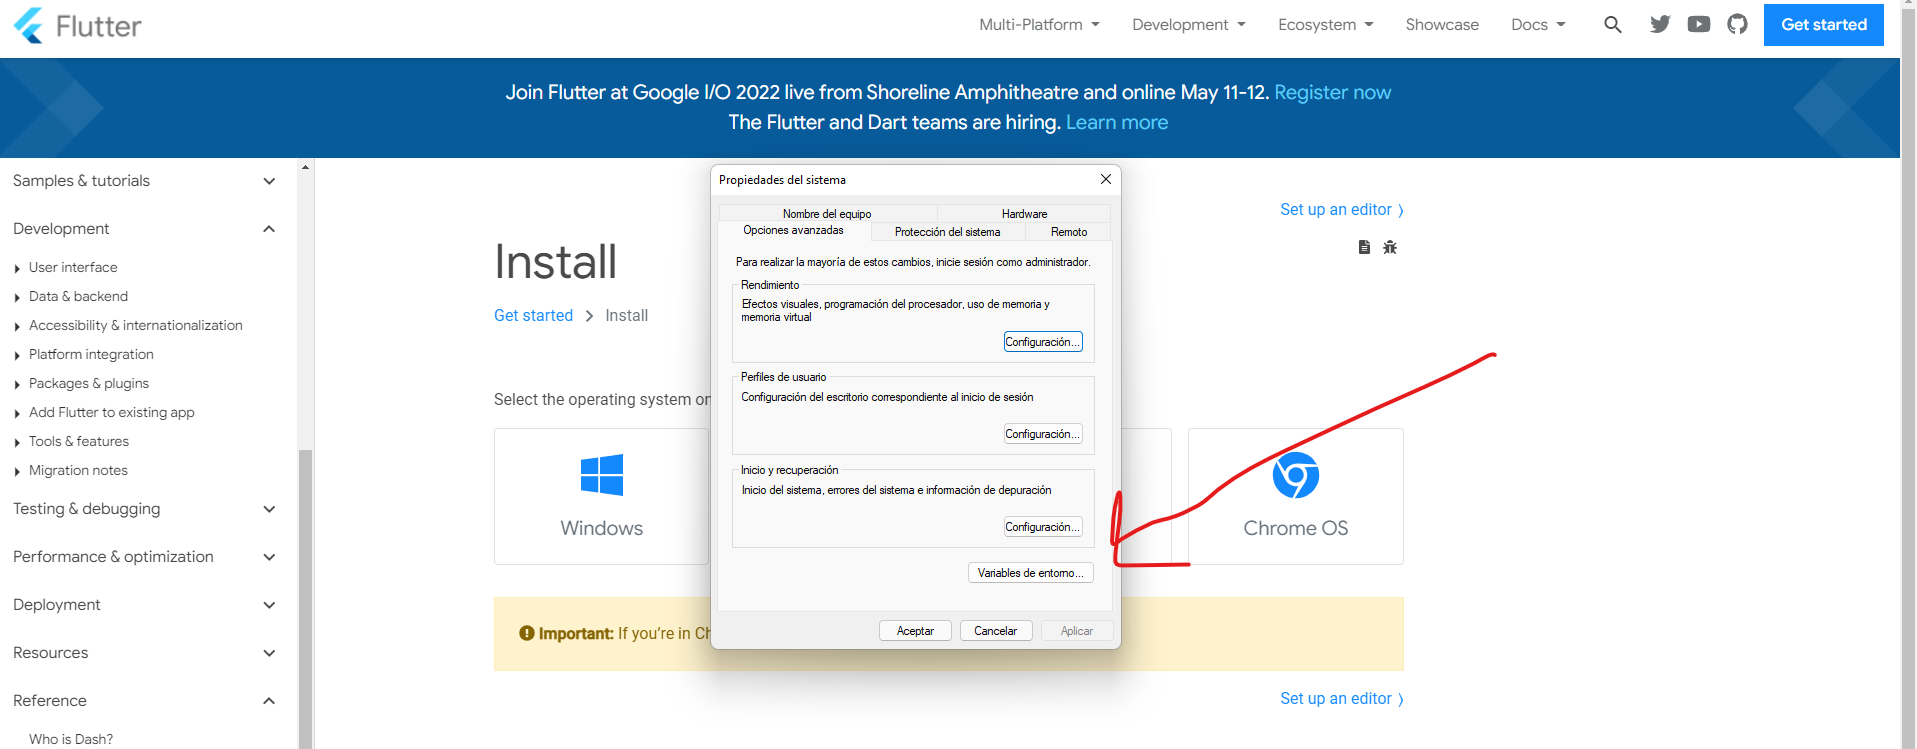 Flutter
Multi-Platform
Development
Ecosystem
Showcase
Docs
Get started
Join Flutter at Google I/O 2022 live from Shoreline Amphitheatre and online May 11-12. Register now
The Flutter and Dart teams are hiring. Learn more
Samples & tutorials
Development
User interface
Data & backend
Accessibility & internationalization
Platform integration
Packages & plugins
Add Flutter to existing app
Tools & features
Migration notes
Testing & debugging
Performance & optimization
Deployment
Resources
Reference
Who is Dash?
Set up an editor
Install
Get started
Install
Select the operating system on
Windows
Chrome OS
Important: If you're in Ch
Set up an editor
Propiedades del sistema
Nombre del equipo
Hardware
Opciones avanzadas
Protección del sistema
Remoto
Para realizar la mayoría de estos cambios, inicie sesión como administrador.
Rendimiento
Efectos visuales, programación del procesador, uso de memoria y
memoria virtual
Configuración...
Perfiles de usuario
Configuración del escritorio correspondiente al inicio de sesión
Configuración...
Inicio y recuperación
Inicio del sistema, errores del sistema e información de depuración
Configuración...
Variables de entorno...
Aceptar
Cancelar
Aplicar